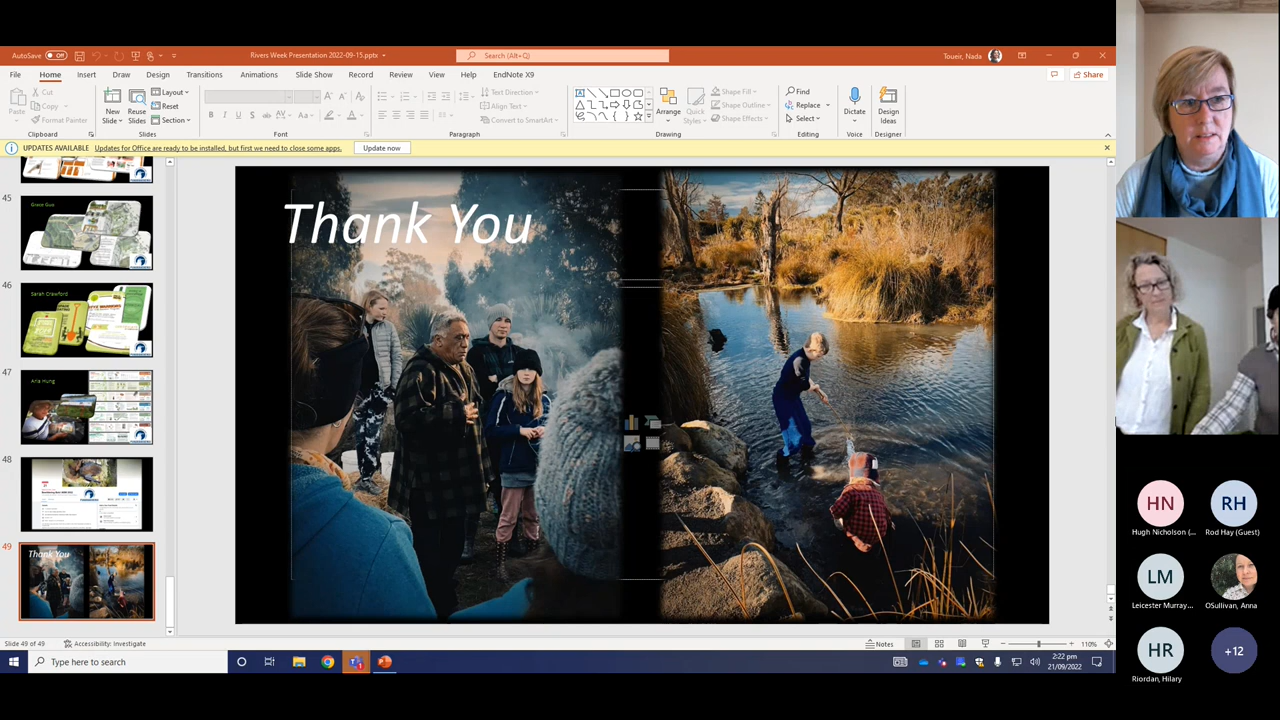 AutoSave Off
Rivers Week Presentation 2022-09-15.pptx
Search (Alt+Q)
Toueir, Nada
File Home Insert Draw Design Transitions Animations Slide Show Record Review View Help EndNote X9
Share
Paste
Cut
Copy
Format Painter
Clipboard
New Slide
Reuse Slides
Layout
Reset
Section
Slides
Font
Text Direction
Align Text
Convert to SmartArt
Paragraph
Arrange
Quick Styles
Shape Fill
Shape Outline
Shape Effects
Drawing
Find
Replace
Select
Editing
Dictate
Voice
Design Ideas
Designer
UPDATES AVAILABLE Updates for Office are ready to be installed, but first we need to close some apps. Update now
45
Grace Guo
46
Sarah Crawford
47
48
49
Thank You
Thank You
Slide 49 of 49
Accessibility: Investigate
Notes
110%
Type here to search
2:22 pm
21/09/2022
HN
Hugh Nicholson (...
RH
Rod Hay (Guest)
LM
Leicester Murray...
OSullivan, Anna
HR
Riordan, Hilary
+12